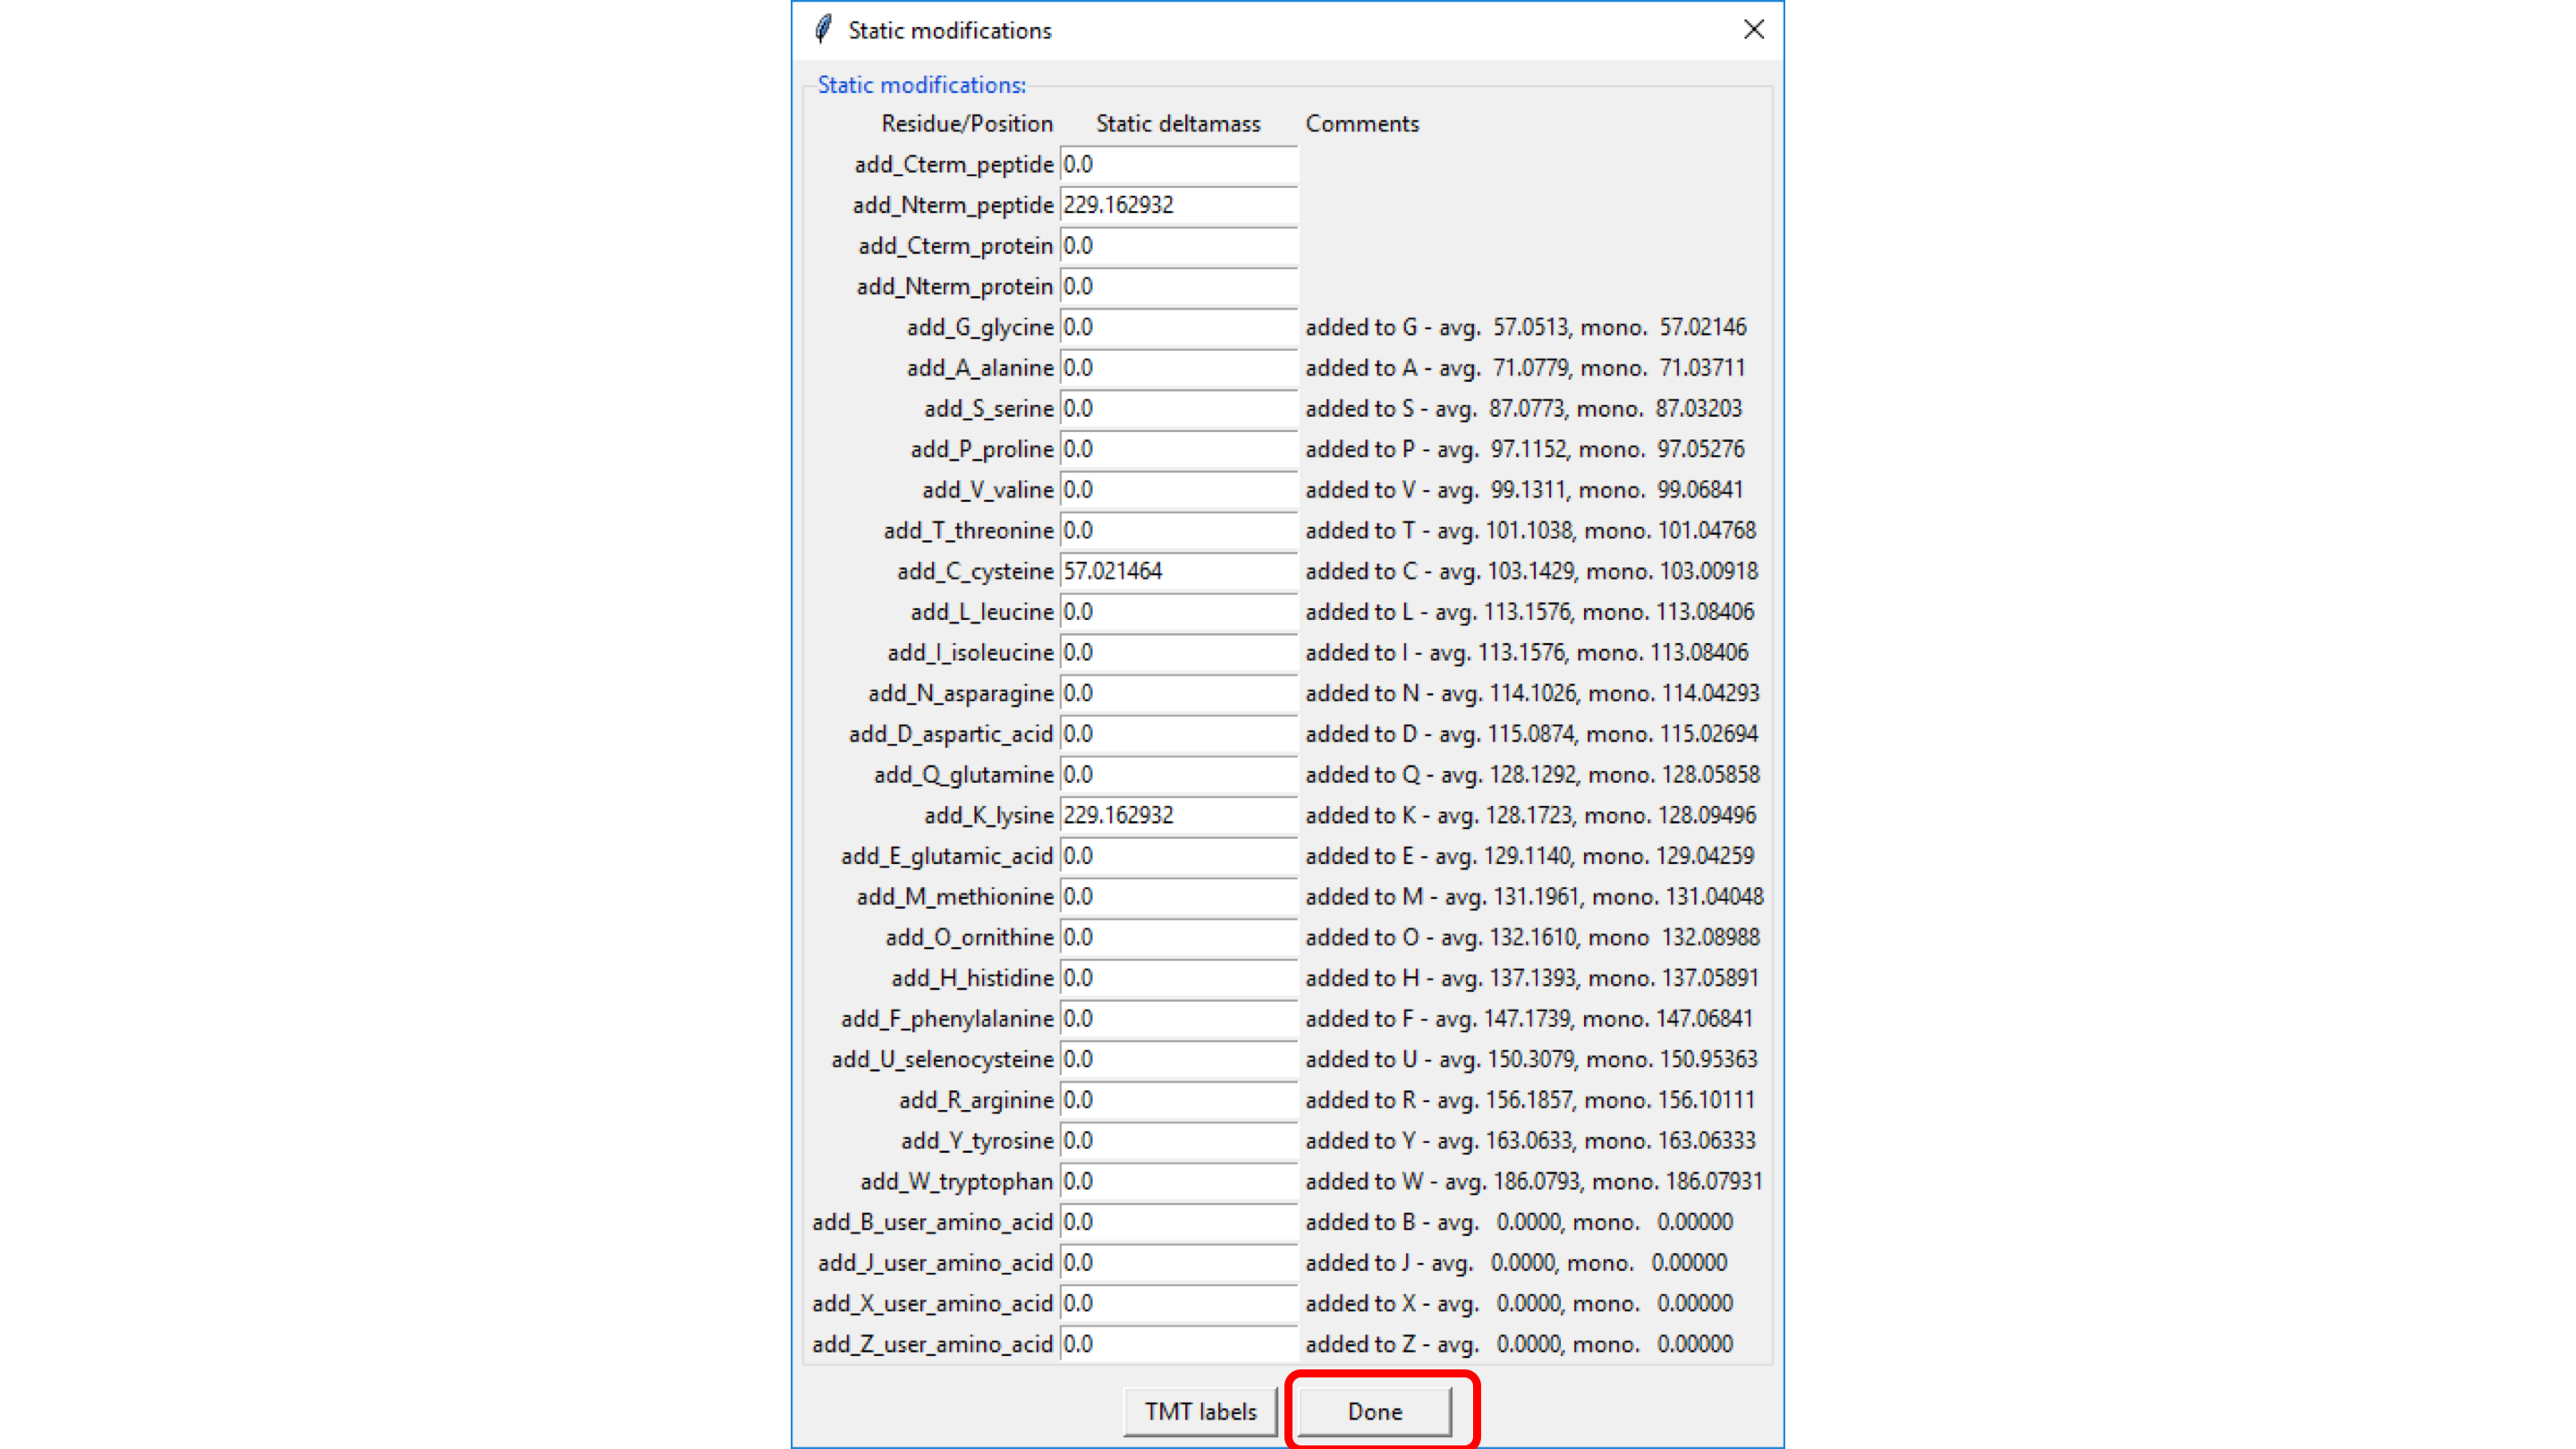 Static modifications
Static modifications:
Residue/Position Static deltamass Comments
add_Cterm_peptide 0.0
add_Nterm_peptide 229.162932
add_Cterm_protein 0.0
add_Nterm_protein 0.0
add_G_glycine 0.0 added to G - avg. 57.0513, mono. 57.02146
add_A_alanine 0.0 added to A - avg. 71.0779, mono. 71.03711
add_S_serine 0.0 added to S - avg. 87.0773, mono. 87.03203
add_P_proline 0.0 added to P - avg. 97.1152, mono. 97.05276
add_V_valine 0.0 added to V - avg. 99.1311, mono. 99.06841
add_T_threonine 0.0 added to T - avg. 101.1038, mono. 101.04768
add_C_cysteine 57.021464 added to C - avg. 103.1429, mono. 103.00918
add_L_leucine 0.0 added to L - avg. 113.1576, mono. 113.08406
add_I_isoleucine 0.0 added to I - avg. 113.1576, mono. 113.08406
add_N_asparagine 0.0 added to N - avg. 114.1026, mono. 114.04293
add_D_aspartic_acid 0.0 added to D - avg. 115.0874, mono. 115.02694
add_Q_glutamine 0.0 added to Q - avg. 128.1292, mono. 128.05858
add_K_lysine 229.162932 added to K - avg. 128.1723, mono. 128.09496
add_E_glutamic_acid 0.0 added to E - avg. 129.1140, mono. 129.04259
add_M_methionine 0.0 added to M - avg. 131.1961, mono. 131.04048
add_O_ornithine 0.0 added to O - avg. 132.1610, mono 132.08988
add_H_histidine 0.0 added to H - avg. 137.1393, mono. 137.05891
add_F_phenylalanine 0.0 added to F - avg. 147.1739, mono. 147.06841
add_U_selenocysteine 0.0 added to U - avg. 150.3079, mono. 150.95363
add_R_arginine 0.0 added to R - avg. 156.1857, mono. 156.10111
add_Y_tyrosine 0.0 added to Y - avg. 163.0633, mono. 163.06333
add_W_tryptophan 0.0 added to W - avg. 186.0793, mono. 186.07931
add_B_user_amino_acid 0.0 added to B - avg. 0.0000, mono. 0.00000
add_J_user_amino_acid 0.0 added to J - avg. 0.0000, mono. 0.00000
add_X_user_amino_acid 0.0 added to X - avg. 0.0000, mono. 0.00000
add_Z_user_amino_acid 0.0 added to Z - avg. 0.0000, mono. 0.00000
TMT labels Done